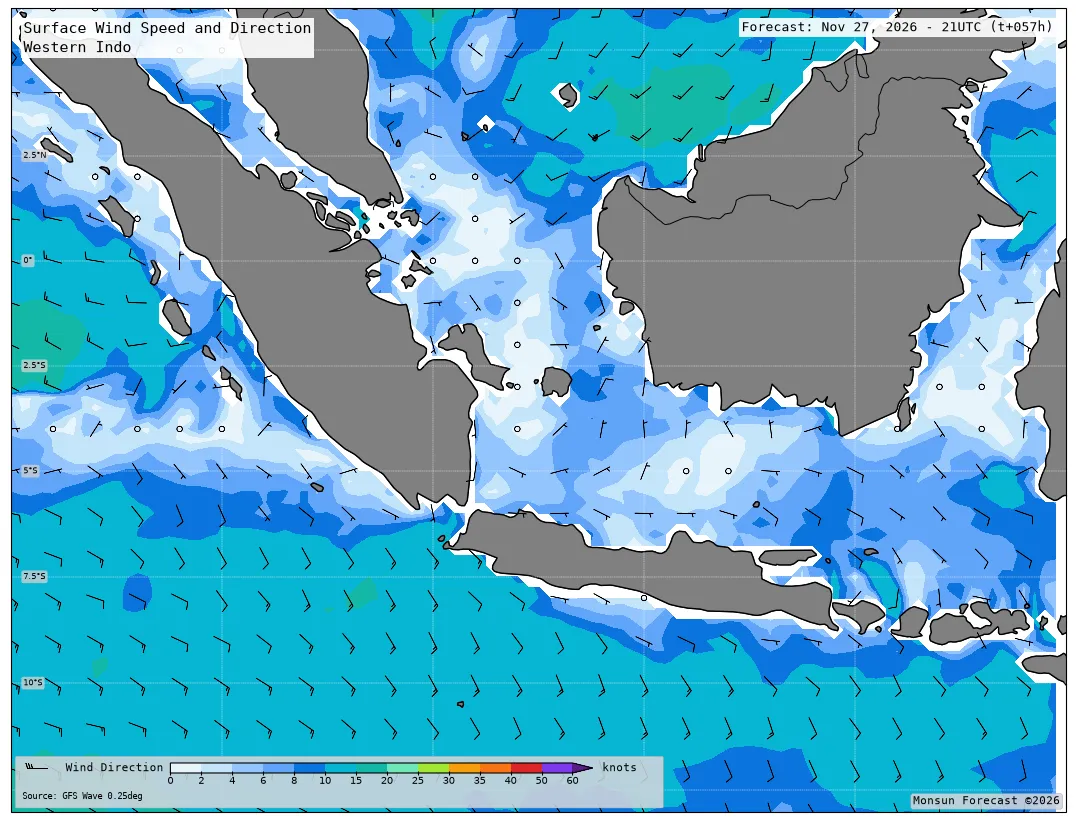 Surface Wind Speed and Direction
Western Indo
Forecast: Nov 27, 2026 - 21UTC (t+057h)
2.5°N
0°
2.5°S
5°S
7.5°S
10°S
Wind Direction
0 2 4 6 8 10 15 20 25 30 35 40 50 60
knots
Source: GFS Wave 0.25deg
Monsun Forecast ©2026